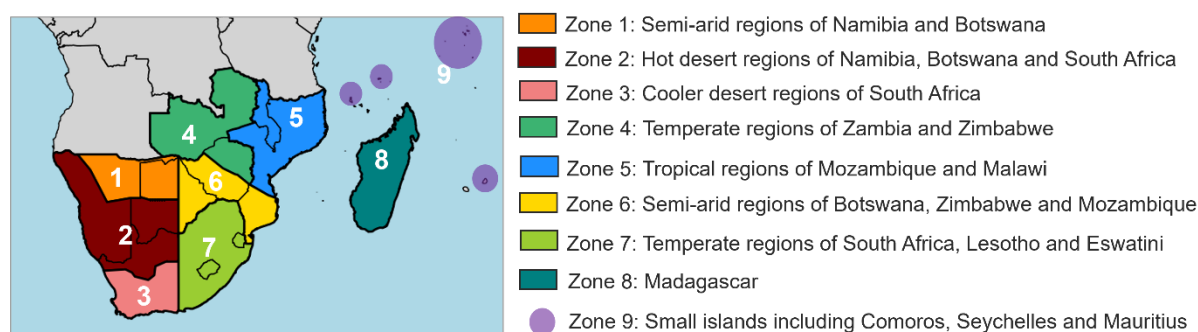 Zone 1: Semi-arid regions of Namibia and Botswana
Zone 2: Hot desert regions of Namibia, Botswana and South Africa
Zone 3: Cooler desert regions of South Africa
Zone 4: Temperate regions of Zambia and Zimbabwe
Zone 5: Tropical regions of Mozambique and Malawi
Zone 6: Semi-arid regions of Botswana, Zimbabwe and Mozambique
Zone 7: Temperate regions of South Africa, Lesotho and Eswatini
Zone 8: Madagascar
Zone 9: Small islands including Comoros, Seychelles and Mauritius
9
5
4
8
1
6
2
7
3